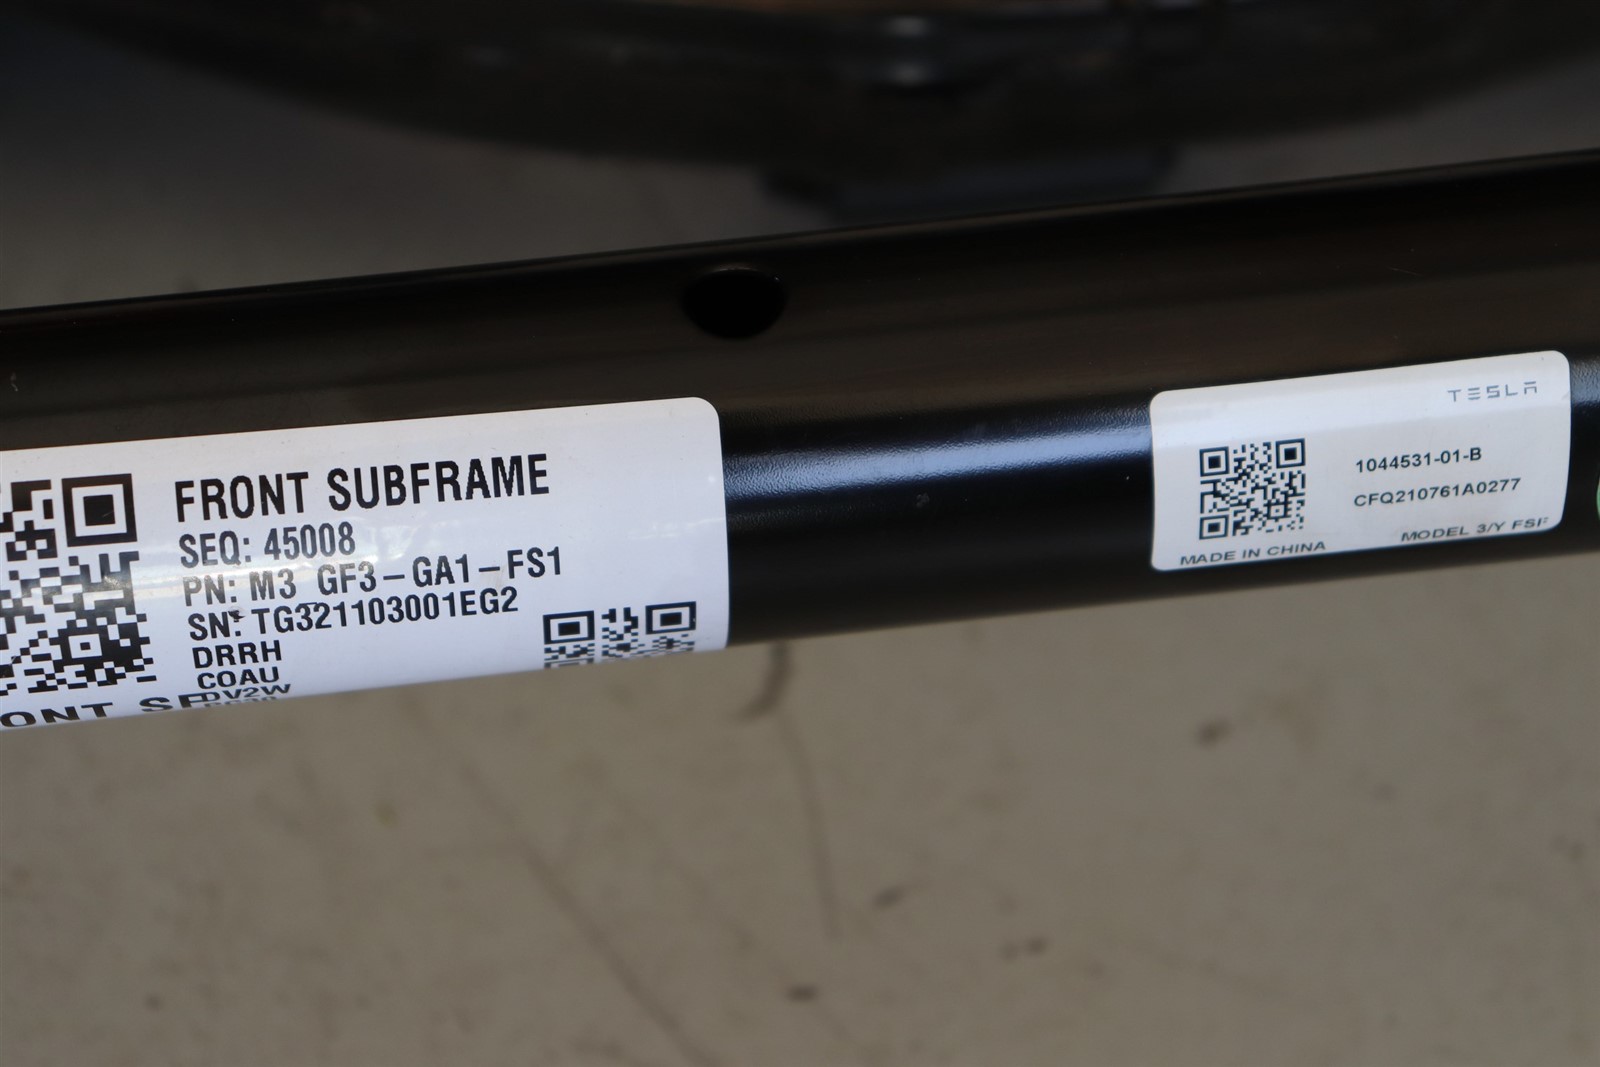 FRONT SUBFRAME
SEQ: 45008
PN: M3 GF3-GA1-FS1
SN: TG321103001EG2
DRRH
COAU
DV2W
TESLA
1044531-01-B
CFQ210761A0277
MADE IN CHINA
MODEL 3/Y